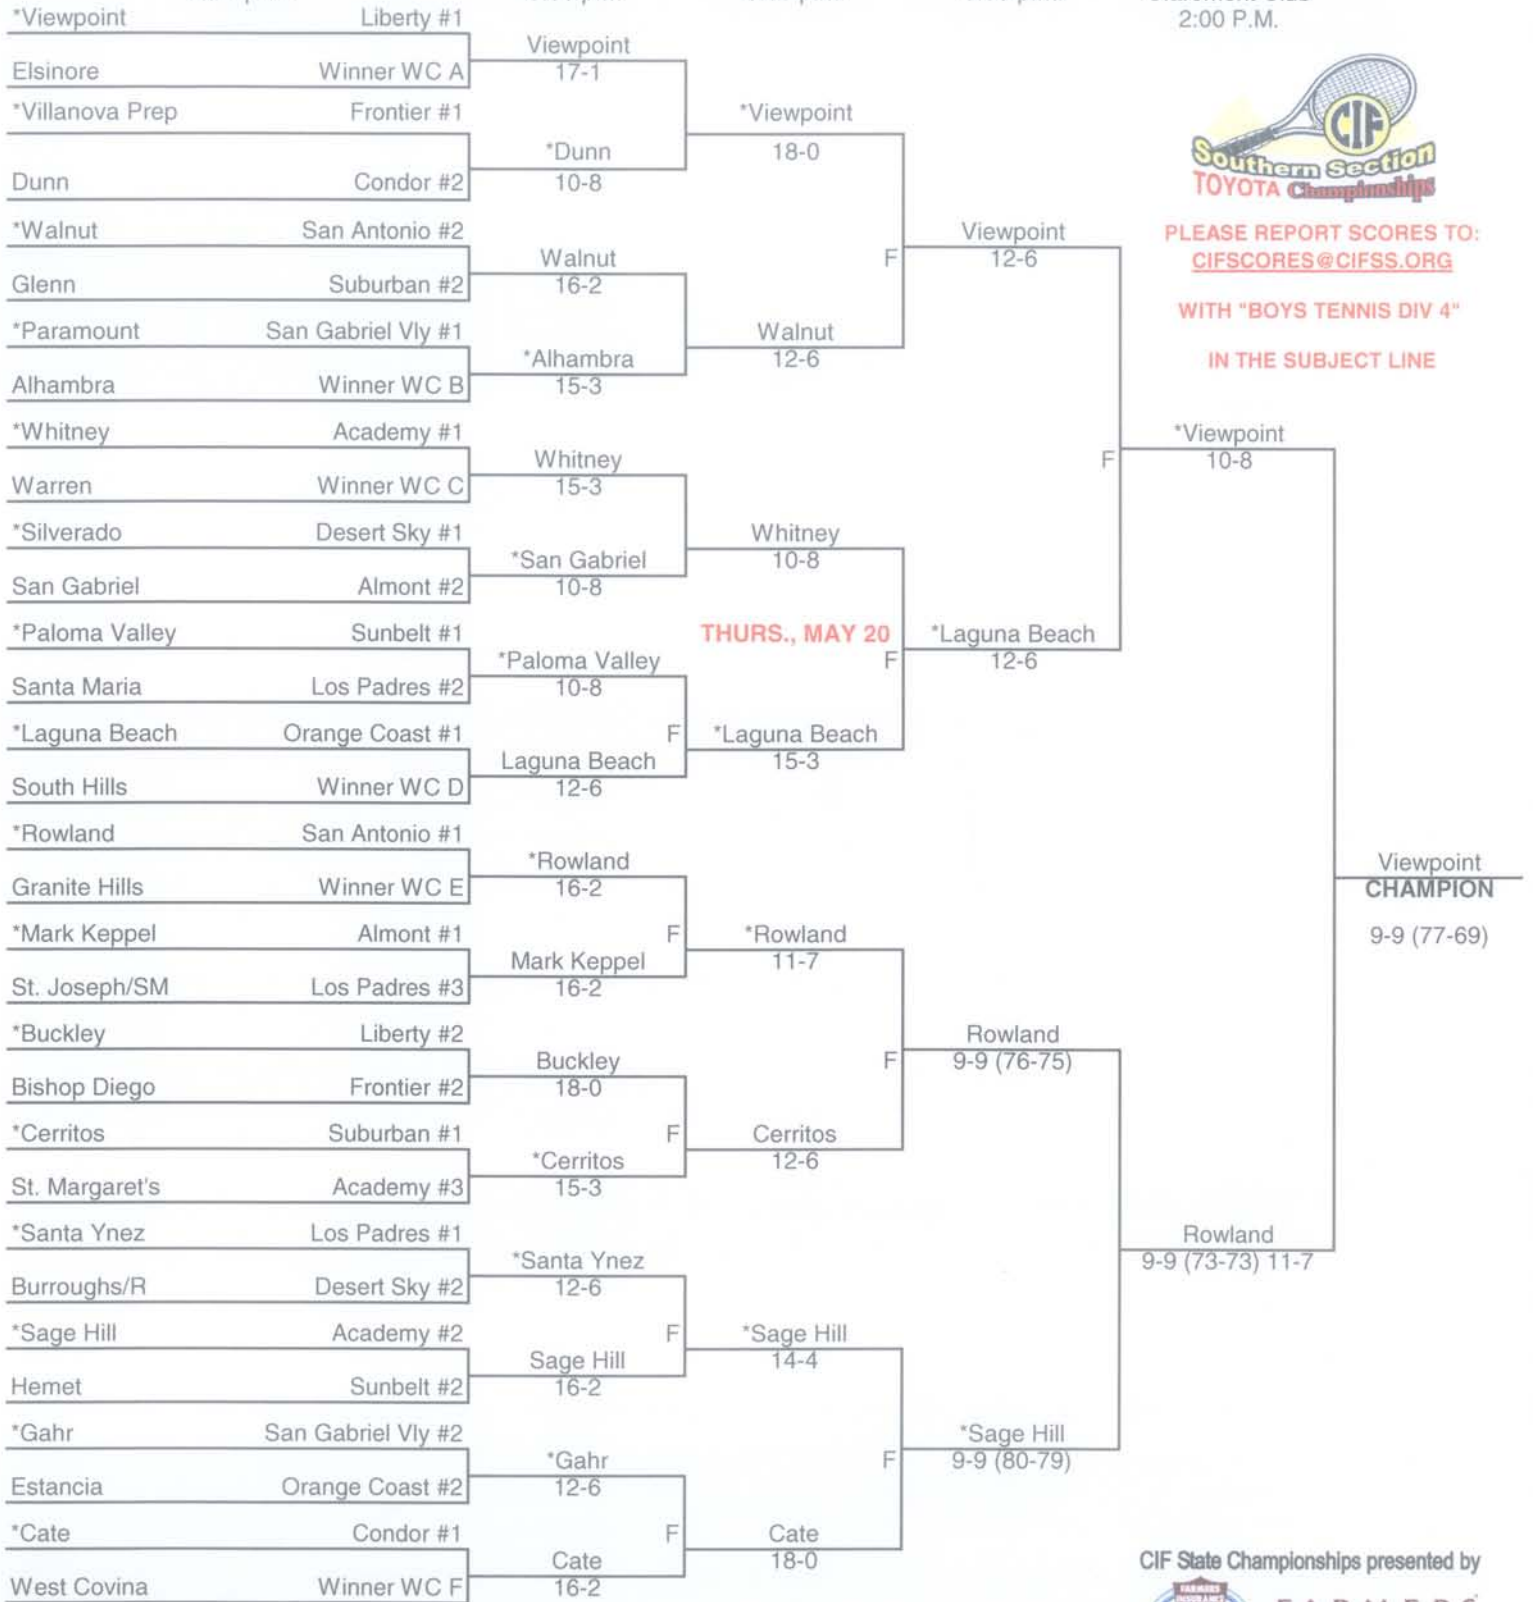 *Viewpoint Liberty #1
2:00 P.M.
Viewpoint
Elsinore Winner WC A
17-1
*Villanova Prep Frontier #1
*Viewpoint
CIF
Southern Section
TOYOTA Championships
*Dunn
18-0
Dunn Condor #2
10-8
*Walnut San Antonio #2
Viewpoint
PLEASE REPORT SCORES TO:
CIFSCORES@CIFSS.ORG
Walnut
F
12-6
Glenn Suburban #2
16-2
WITH "BOYS TENNIS DIV 4"
*Paramount San Gabriel Vly #1
Walnut
IN THE SUBJECT LINE
*Alhambra
12-6
Alhambra Winner WC B
15-3
*Whitney Academy #1
*Viewpoint
Whitney
F
10-8
Warren Winner WC C
15-3
*Silverado Desert Sky #1
Whitney
*San Gabriel
10-8
San Gabriel Almont #2
10-8
*Paloma Valley Sunbelt #1
THURS., MAY 20
*Laguna Beach
*Paloma Valley
F
12-6
Santa Maria Los Padres #2
10-8
*Laguna Beach Orange Coast #1
F
*Laguna Beach
Laguna Beach
15-3
South Hills Winner WC D
12-6
*Rowland San Antonio #1
*Rowland
Viewpoint
Granite Hills Winner WC E
16-2
CHAMPION
*Mark Keppel Almont #1
F
*Rowland
9-9 (77-69)
Mark Keppel
11-7
St. Joseph/SM Los Padres #3
16-2
*Buckley Liberty #2
Rowland
Buckley
F
9-9 (76-75)
Bishop Diego Frontier #2
18-0
*Cerritos Suburban #1
F
Cerritos
*Cerritos
12-6
St. Margaret's Academy #3
15-3
*Santa Ynez Los Padres #1
Rowland
*Santa Ynez
9-9 (73-73) 11-7
Burroughs/R Desert Sky #2
12-6
*Sage Hill Academy #2
F
*Sage Hill
Sage Hill
14-4
Hemet Sunbelt #2
16-2
*Gahr San Gabriel Vly #2
*Sage Hill
*Gahr
F
9-9 (80-79)
Estancia Orange Coast #2
12-6
*Cate Condor #1
F
Cate
Cate
18-0
CIF State Championships presented by
West Covina Winner WC F
16-2
FARMERS
INSURANCE
FARMERS